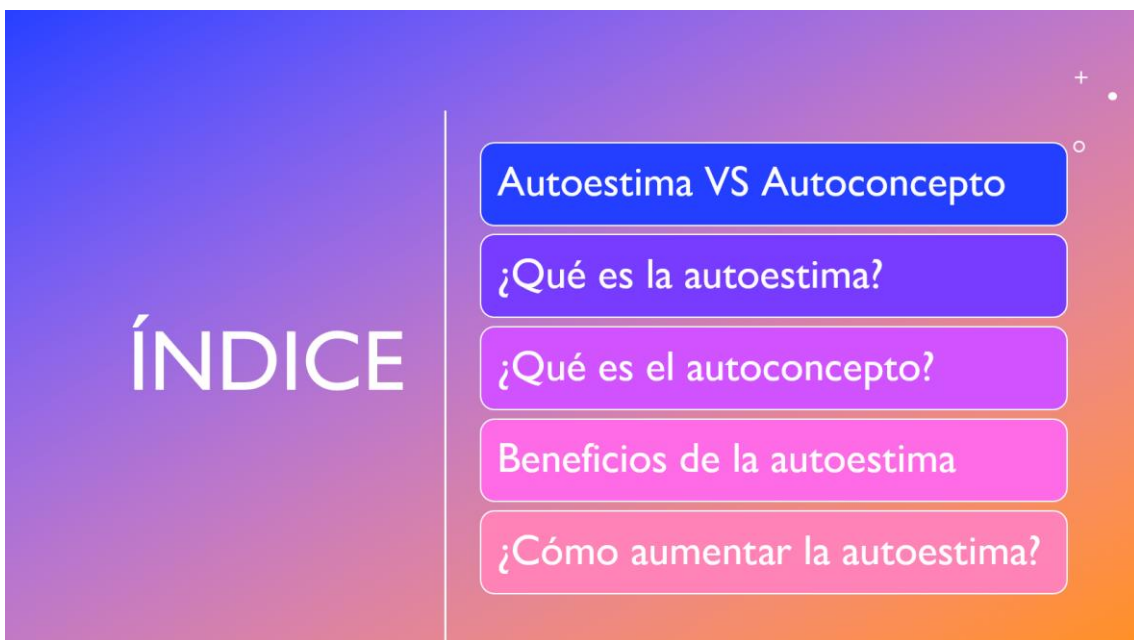 ÍNDICE
Autoestima VS Autoconcepto
¿Qué es la autoestima?
¿Qué es el autoconcepto?
Beneficios de la autoestima
¿Cómo aumentar la autoestima?